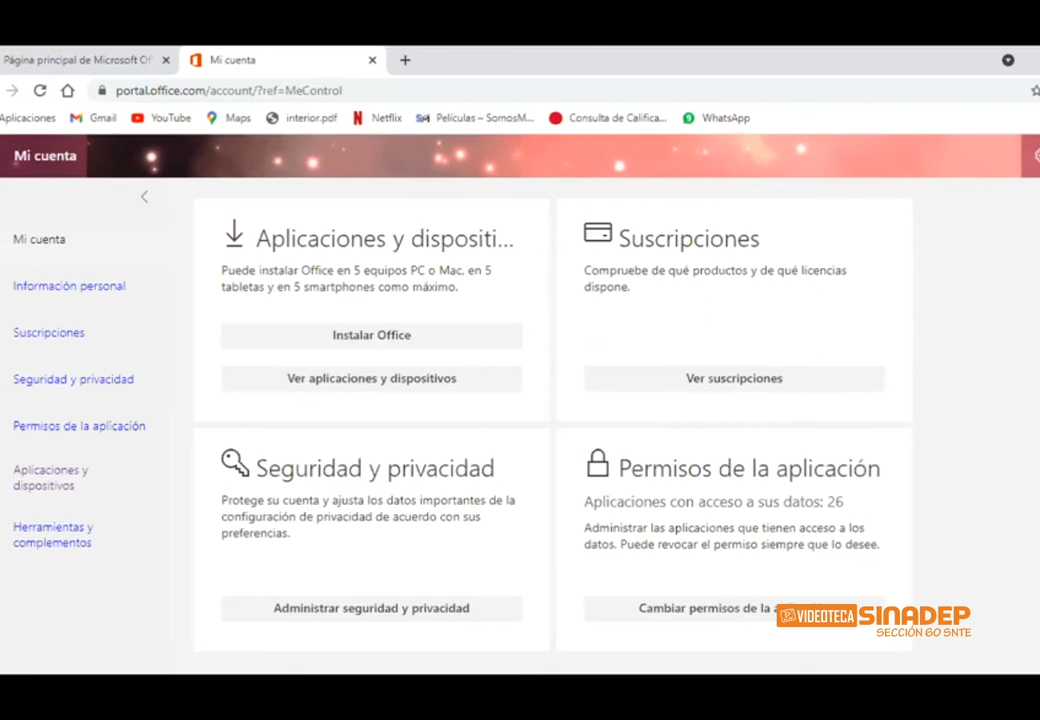 Página principal de Microsoft Of
Mi cuenta
portal.office.com/account/?ref=MeControl
Aplicaciones
Gmail
YouTube
Maps
interior.pdf
Netflix
Películas – SomosM...
Consulta de Califica...
WhatsApp
Mi cuenta
Mi cuenta
Información personal
Suscripciones
Seguridad y privacidad
Permisos de la aplicación
Aplicaciones y
dispositivos
Herramientas y
complementos
Aplicaciones y dispositi...
Puede instalar Office en 5 equipos PC o Mac, en 5
tabletas y en 5 smartphones como máximo.
Instalar Office
Ver aplicaciones y dispositivos
Suscripciones
Compruebe de qué productos y de qué licencias
dispone.
Ver suscripciones
Seguridad y privacidad
Protege su cuenta y ajusta los datos importantes de la
configuración de privacidad de acuerdo con sus
preferencias.
Administrar seguridad y privacidad
Permisos de la aplicación
Aplicaciones con acceso a sus datos: 26
Administrar las aplicaciones que tienen acceso a los
datos. Puede revocar el permiso siempre que lo desee.
Cambiar permisos de la
VIDEOTECA SINADEP
SECCIÓN 60 SNTE